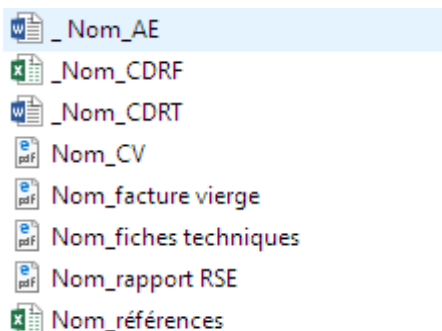 _ Nom_AE
_Nom_CDRF
_Nom_CDRT
Nom_CV
Nom_facture vierge
Nom_fiches techniques
Nom_rapport RSE
Nom_références